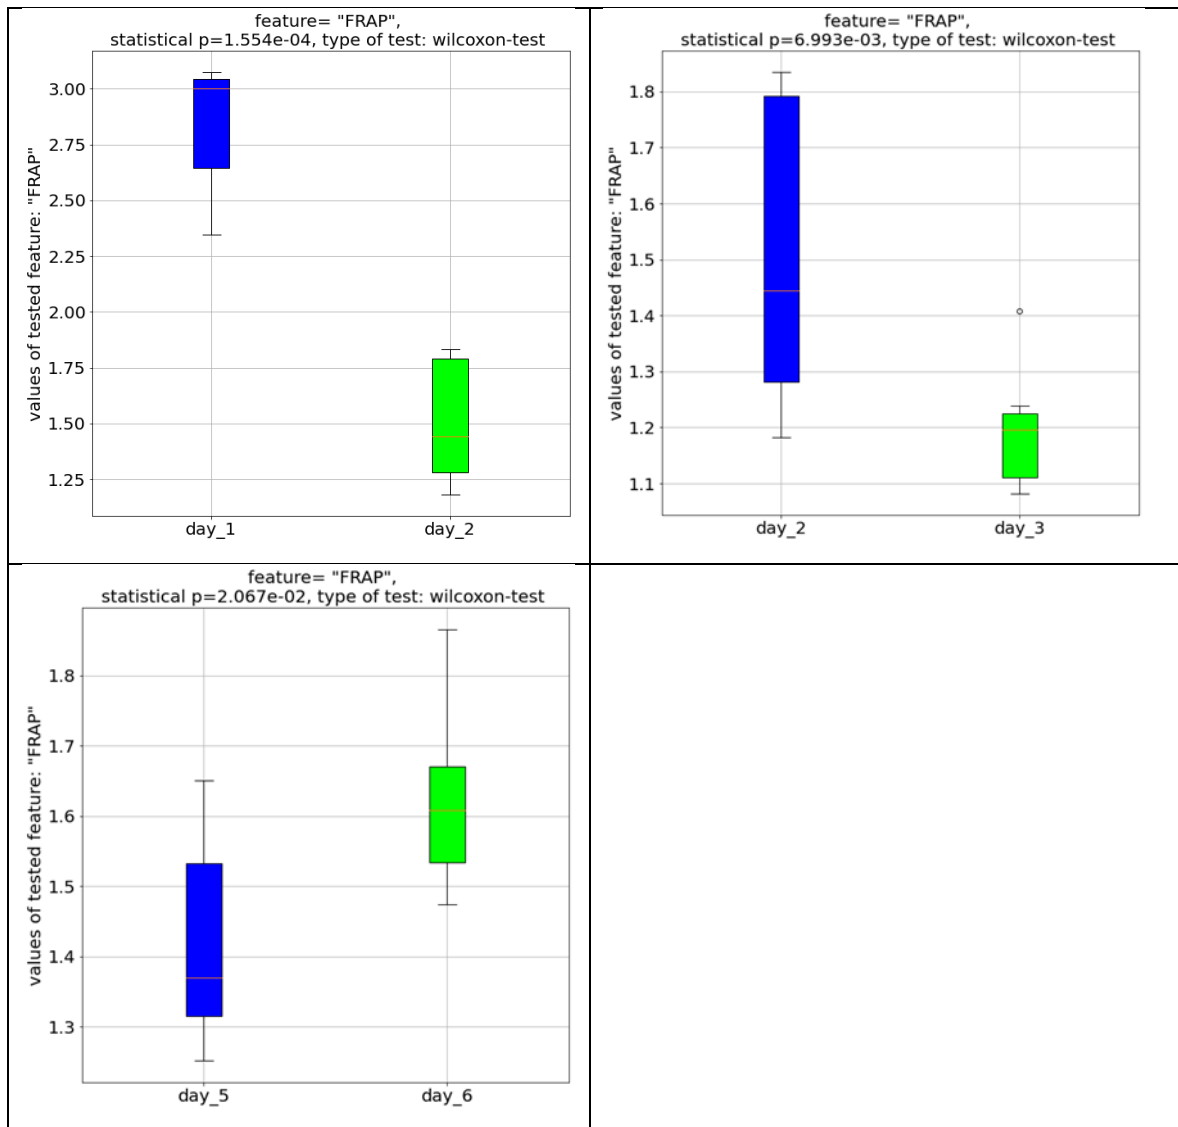 feature= "FRAP",
statistical p=1.554e-04, type of test: wilcoxon-test
values of tested feature: "FRAP"
3.00
2.75
2.50
2.25
2.00
1.75
1.50
1.25
day_1 day_2
feature= "FRAP",
statistical p=6.993e-03, type of test: wilcoxon-test
values of tested feature: "FRAP"
1.8
1.7
1.6
1.5
1.4
1.3
1.2
1.1
day_2 day_3
feature= "FRAP",
statistical p=2.067e-02, type of test: wilcoxon-test
values of tested feature: "FRAP"
1.8
1.7
1.6
1.5
1.4
1.3
day_5 day_6